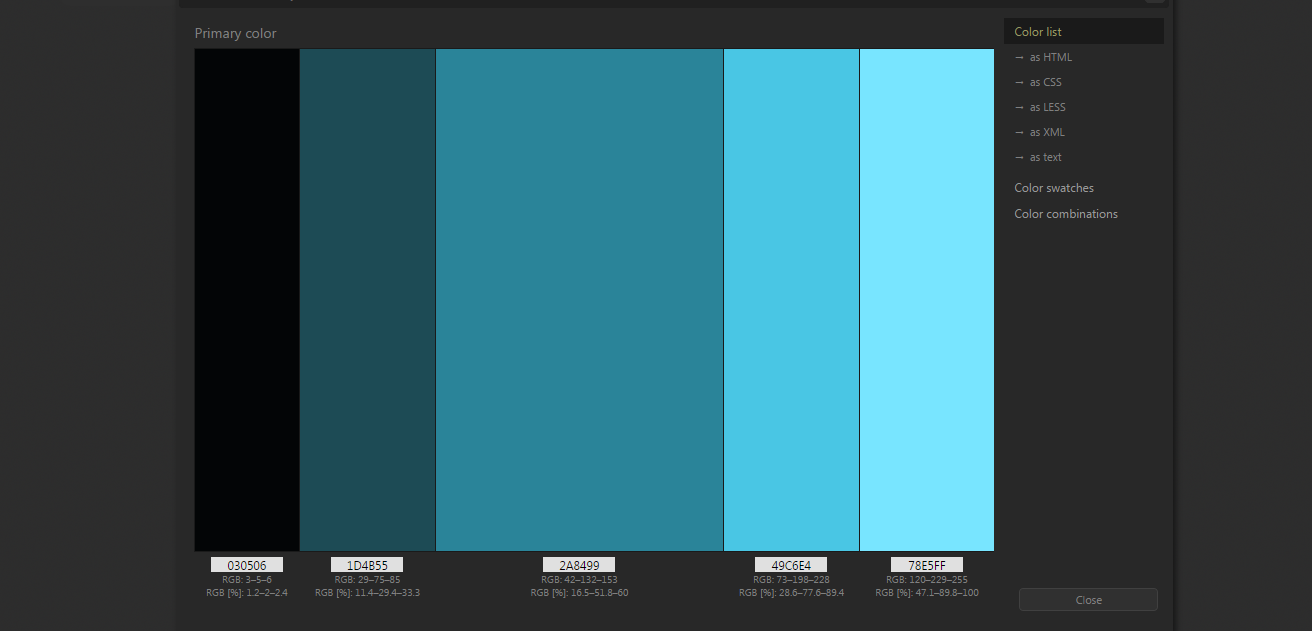 Primary color
Color list
→ as HTML
→ as CSS
→ as LESS
→ as XML
→ as text
Color swatches
Color combinations
030506
RGB: 3–5–6
RGB [%]: 1.2–2–2.4
1D4B55
RGB: 29–75–85
RGB [%]: 11.4–29.4–33.3
2A8499
RGB: 42–132–153
RGB [%]: 16.5–51.8–60
49C6E4
RGB: 73–198–228
RGB [%]: 28.6–77.6–89.4
78E5FF
RGB: 120–229–255
RGB [%]: 47.1–89.8–100
Close